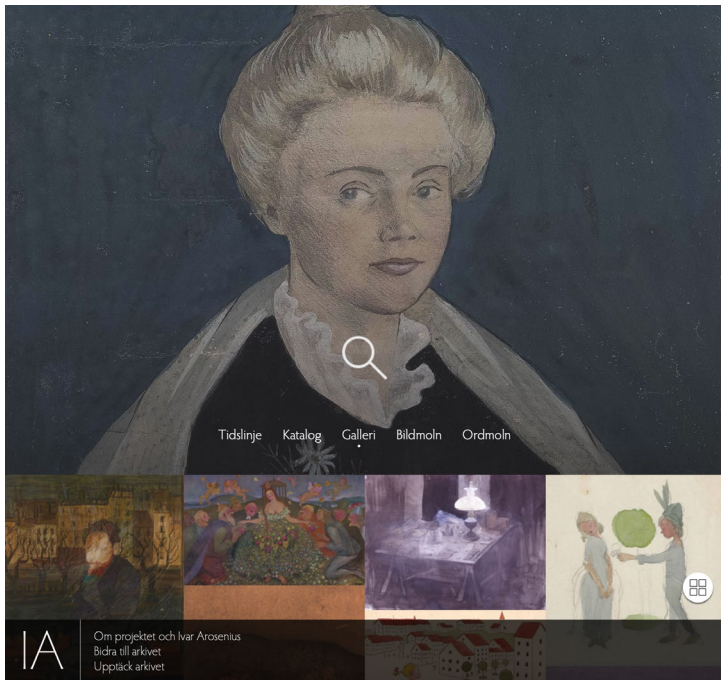 Tidslinje Katalog Galleri Bildmoln Ordmoln
IA
Om projektet och Ivar Arosenius
Bidra till arkivet
Upptäck arkivet